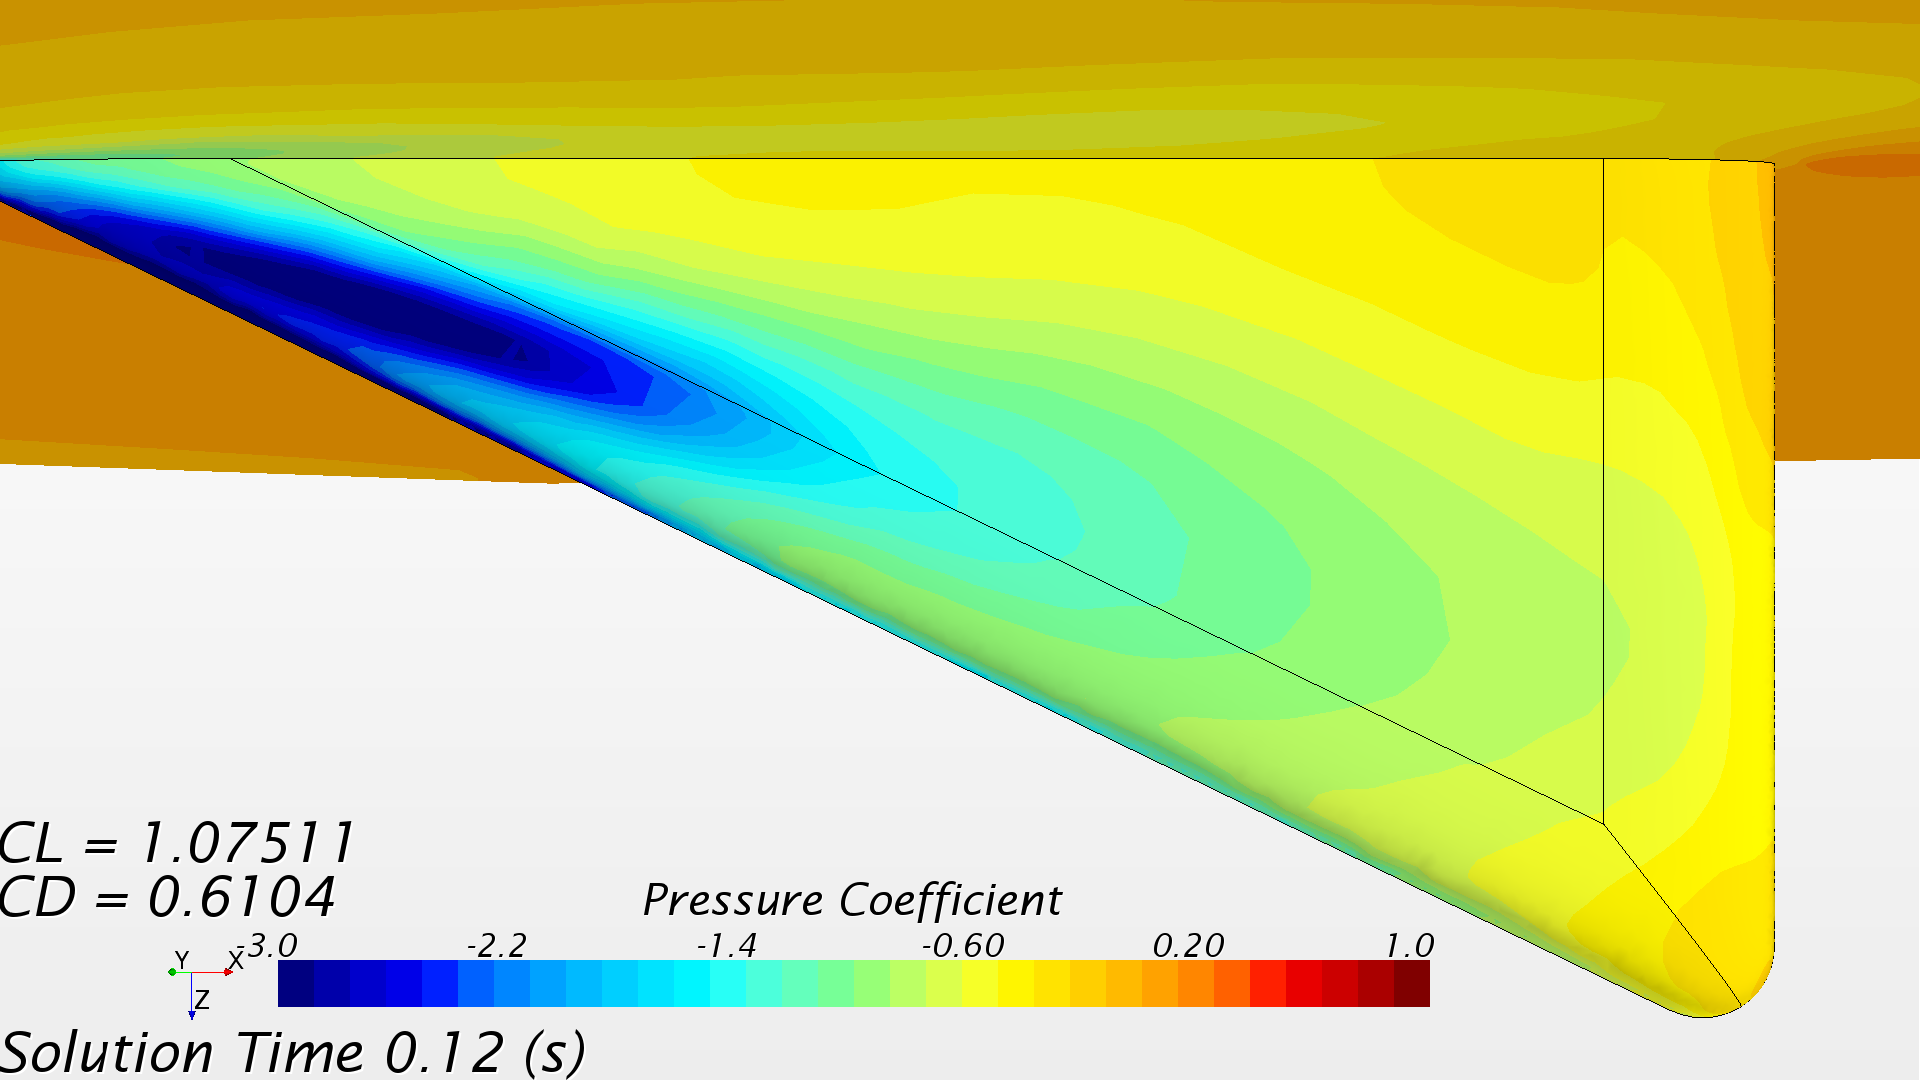 CL = 1.07511
CD = 0.6104
Pressure Coefficient
-3.0 -2.2 -1.4 -0.60 0.20 1.0
Y X
Z
Solution Time 0.12 (s)